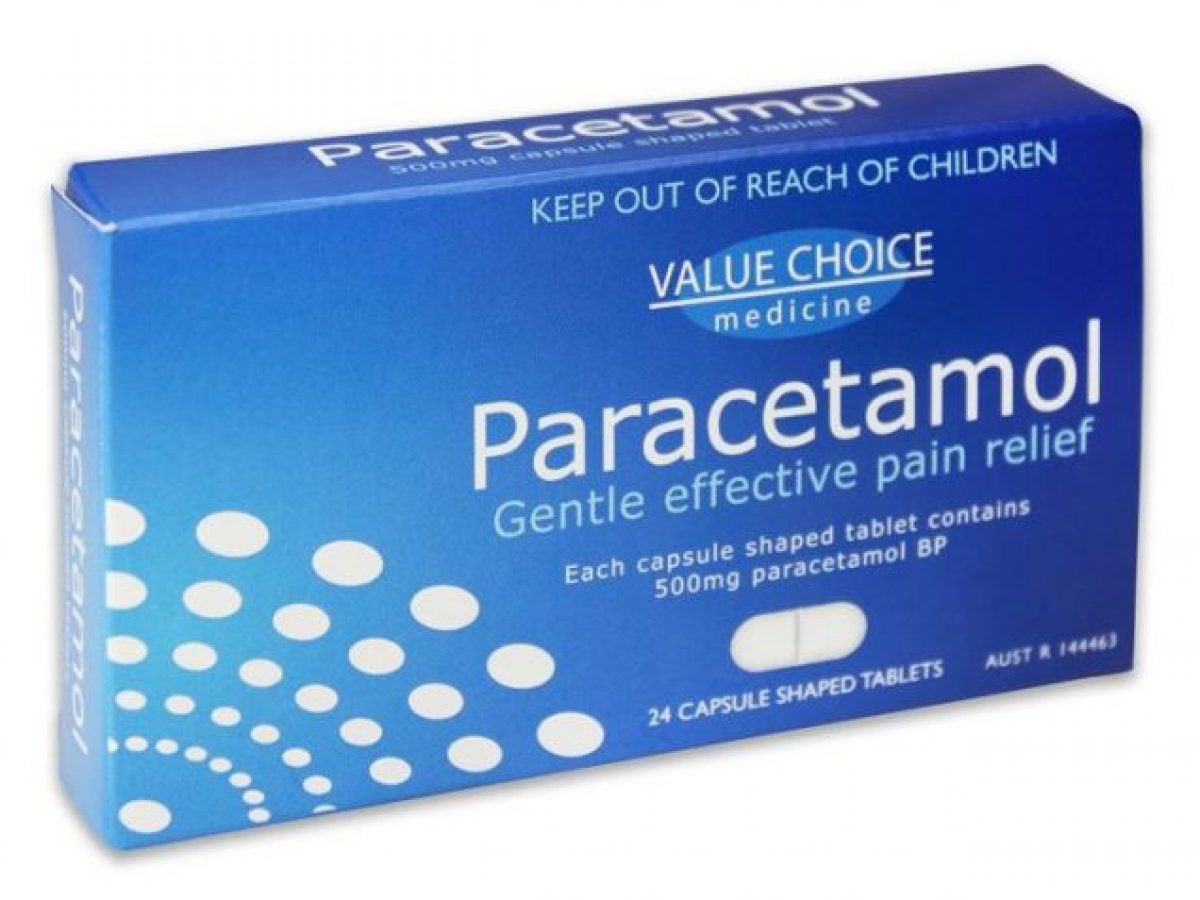 Paracetamol
500mg capsule shaped tablet
KEEP OUT OF REACH OF CHILDREN
VALUE CHOICE
medicine
Paracetamol
Gentle effective pain relief
Each capsule shaped tablet contains
500mg paracetamol BP
24 CAPSULE SHAPED TABLETS
AUST R 144463
Paracetamol